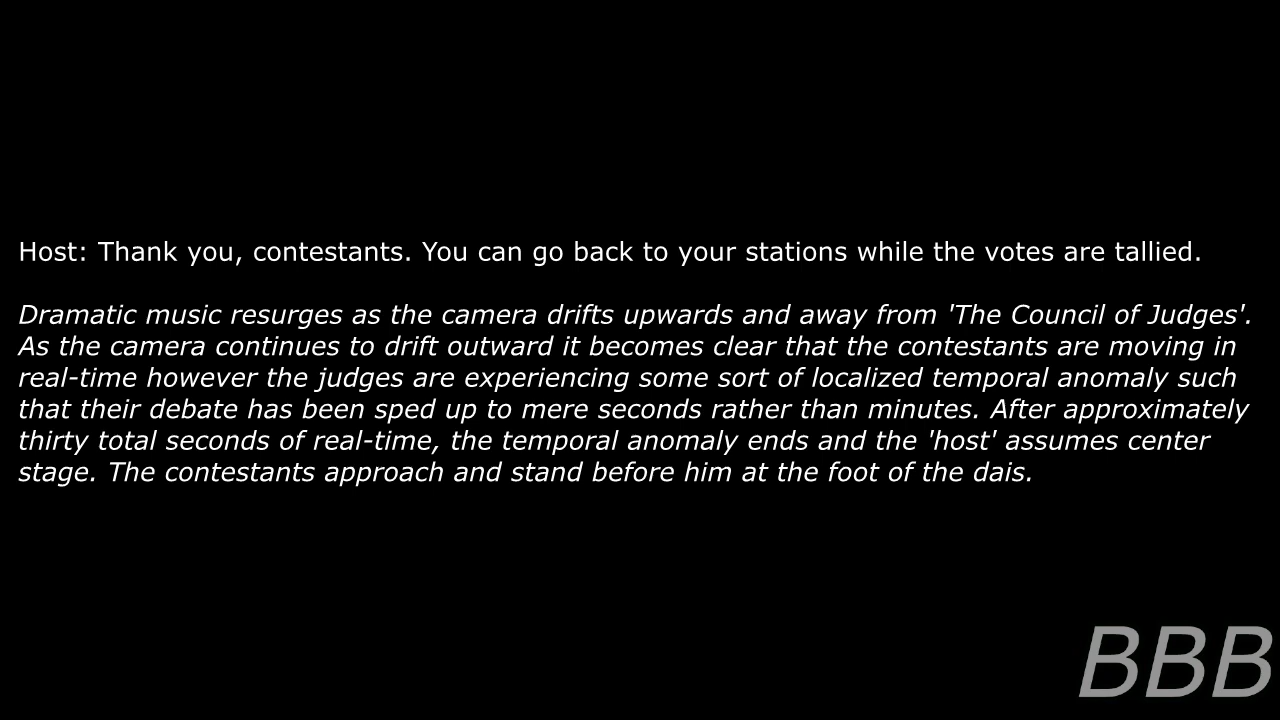 Host: Thank you, contestants. You can go back to your stations while the votes are tallied.
Dramatic music resurges as the camera drifts upwards and away from 'The Council of Judges'.
As the camera continues to drift outward it becomes clear that the contestants are moving in
real-time however the judges are experiencing some sort of localized temporal anomaly such
that their debate has been sped up to mere seconds rather than minutes. After approximately
thirty total seconds of real-time, the temporal anomaly ends and the 'host' assumes center
stage. The contestants approach and stand before him at the foot of the dais.
BBB